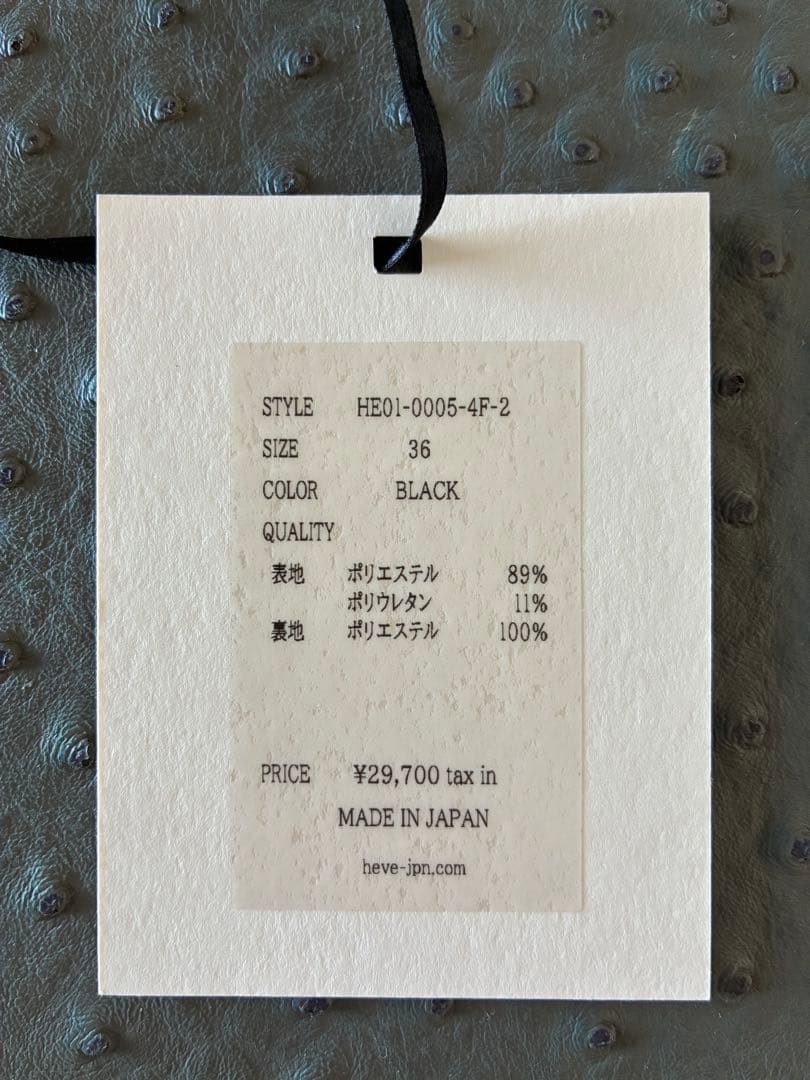 STYLE HE01-0005-4F-2
SIZE 36
COLOR BLACK
QUALITY
表地 ポリエステル 89%
ポリウレタン 11%
裏地 ポリエステル 100%
PRICE ¥29,700 tax in
MADE IN JAPAN
heve-jpn.com